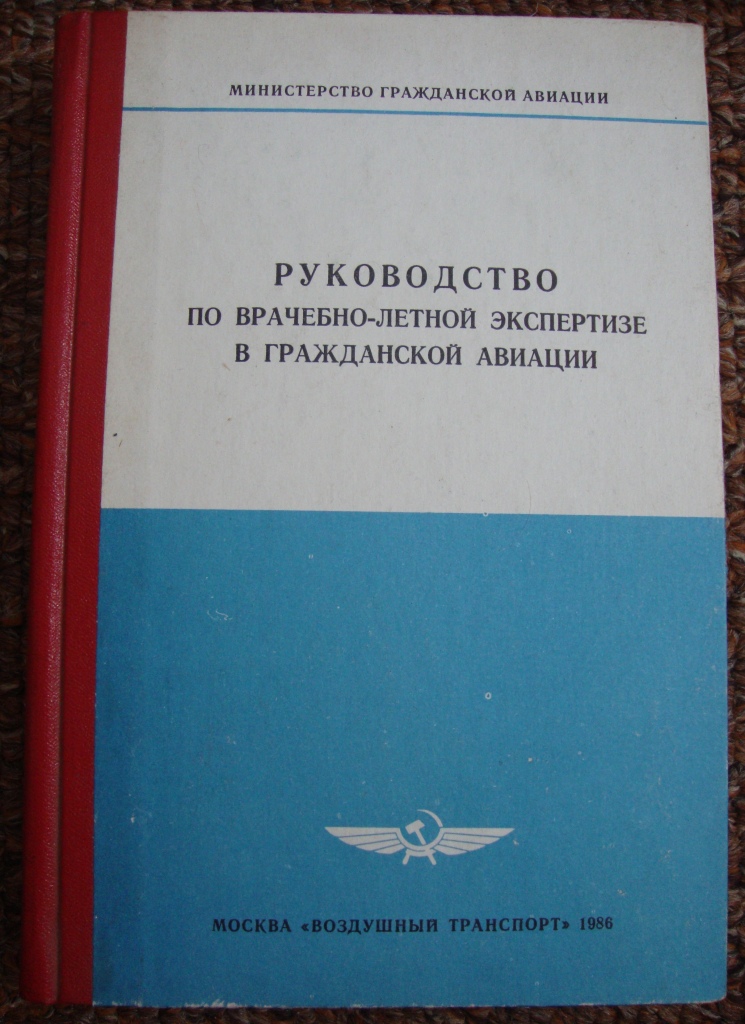 МИНИСТЕРСТВО ГРАЖДАНСКОЙ АВИАЦИИ
РУКОВОДСТВО
ПО ВРАЧЕБНО-ЛЕТНОЙ ЭКСПЕРТИЗЕ
В ГРАЖДАНСКОЙ АВИАЦИИ
МОСКВА «ВОЗДУШНЫЙ ТРАНСПОРТ» 1986